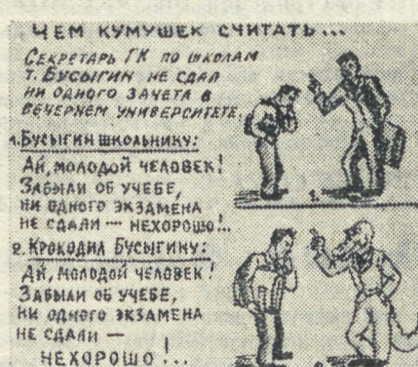 ЧЕМ КУМУШЕК СЧИТАТЬ...
СЕКРЕТАРЬ ГК ПО ШКОЛАМ
Т. БУСЫГИН НЕ СДАЛ
НИ ОДНОГО ЗАЧЕТА В
ВЕЧЕРНЕМ УНИВЕРСИТЕТЕ.
1. БУСЫГИН ШКОЛЬНИКУ:
АЙ, МОЛОДОЙ ЧЕЛОВЕК!
ЗАБЫЛИ ОБ УЧЕБЕ,
НИ ОДНОГО ЭКЗАМЕНА
НЕ СДАЛИ — НЕХОРОШО!..
1.
2. КРОКОДИЛ БУСЫГИНУ:
АЙ, МОЛОДОЙ ЧЕЛОВЕК!
ЗАБЫЛИ ОБ УЧЕБЕ,
НИ ОДНОГО ЭКЗАМЕНА
НЕ СДАЛИ —
НЕХОРОШО!..